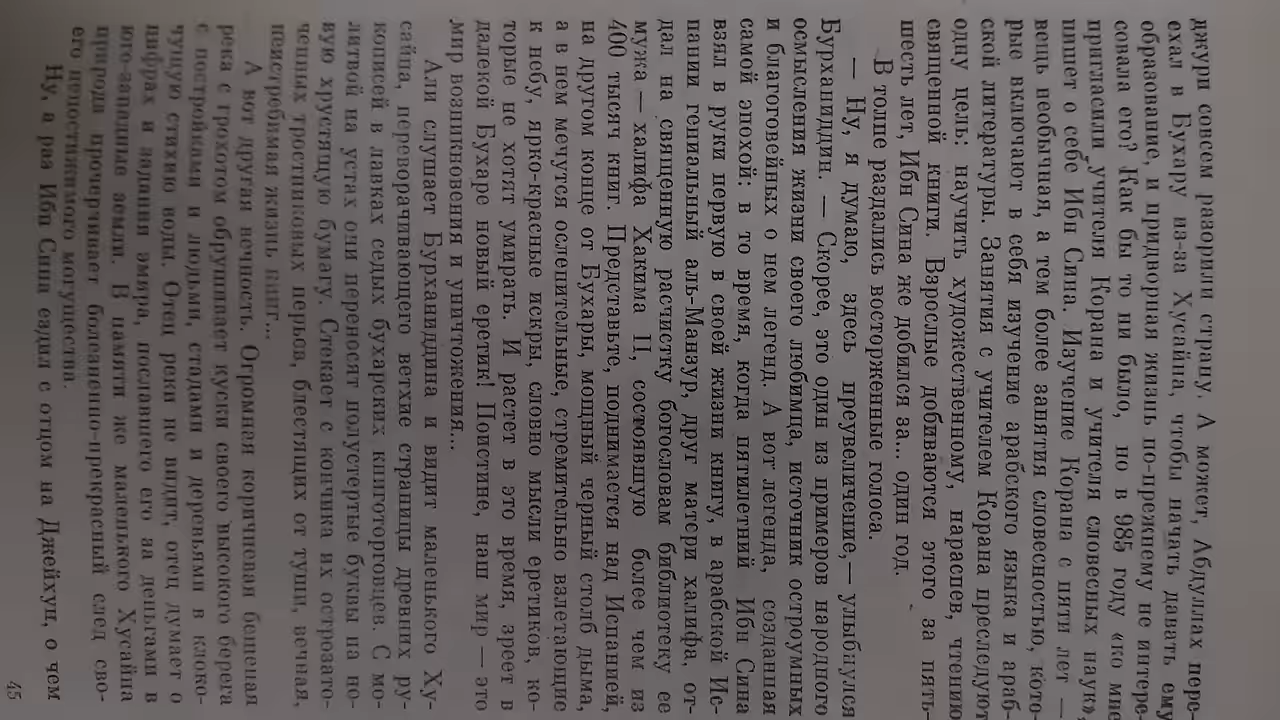 джури совсем разорили страну. А может, Абдуллах пере-
ехал в Бухару из-за Хусайна, чтобы начать давать ему
образование, и придворная жизнь по-прежнему не интере-
совала его? Как бы то ни было, но в 985 году «ко мне
пригласили учителя Корана и учителя словесных наук»,
пишет о себе Ибн Сина. Изучение Корана с пяти лет —
вещь необычная, а тем более занятия словесностью, кото-
рые включают в себя изучение арабского языка и араб-
ской литературы. Занятия с учителем Корана преследуют
одну цель: научить художественному, нараспев, чтению
священной книги. Взрослые добиваются этого за пять—
шесть лет, Ибн Сина же добился за... один год.
В толпе раздались восторженные голоса.
— Ну, я думаю, здесь преувеличение,— улыбнулся
Бурханиддин. — Скорее, это один из примеров народного
осмысления жизни своего любимца, источник остроумных
и благоговейных о нем легенд. А вот легенда, созданная
самой эпохой: в то время, когда пятилетний Ибн Сина
взял в руки первую в своей жизни книгу, в арабской Ис-
пании гениальный аль-Манзур, друг матери халифа, от-
дал на священную расчистку богословам библиотеку ее
мужа — халифа Хакима II, состоявшую более чем из
400 тысяч книг. Представьте, поднимается над Испанией,
на другом конце от Бухары, мощный черный столб дыма,
а в нем мечутся ослепительные, стремительно взлетающие
к небу, ярко-красные искры, словно мысли еретиков, ко-
торые не хотят умирать. И растет в это время, зреет в
далекой Бухаре новый еретик! Поистине, наш мир — это
мир возникновения и уничтожения...
Али слушает Бурханиддина и видит маленького Ху-
сайна, переворачивающего ветхие страницы древних ру-
кописей в лавках седых бухарских книготорговцев. С мо-
литвой на устах они переносят полустертые буквы на но-
вую хрустящую бумагу. Стекает с кончика их острозато-
ченных тростниковых перьев, блестящих от туши, вечная,
неистребимая жизнь книг...
А вот другая вечность. Огромная коричневая бешеная
река с грохотом обрушивает куски своего высокого берега
с постройками и людьми, стадами и деревьями в клоко-
чущую стихию воды. Отец реки не видит, отец думает о
цифрах и задании эмира, пославшего его за деньгами в
юго-западные земли. В памяти же маленького Хусайна
природа прочерчивает болезненно-прекрасный след сво-
его непостижимого могущества.
Ну, а раз Ибн Сина ездил с отцом на Джейхун, о чем
45